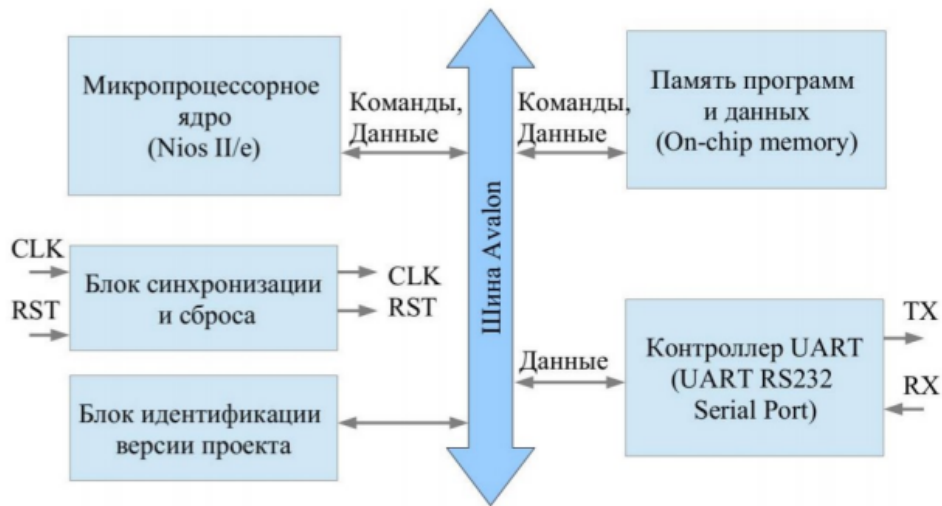 Микропроцессорное
ядро
(Nios II/e)
Команды,
Данные
Команды,
Данные
Память программ
и данных
(On-chip memory)
Шина Avalon
CLK
RST
Блок синхронизации
и сброса
CLK
RST
Данные
Контроллер UART
(UART RS232
Serial Port)
TX
RX
Блок идентификации
версии проекта